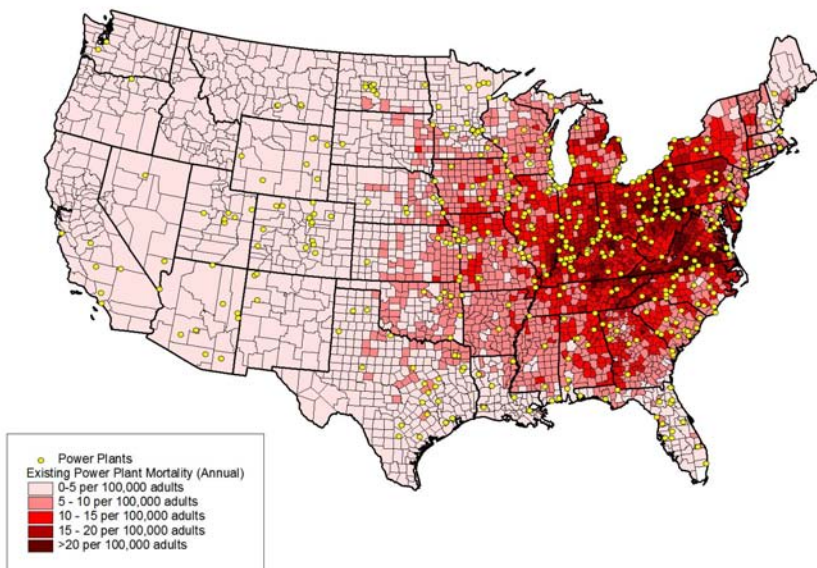 Power Plants
Existing Power Plant Mortality (Annual)
0-5 per 100,000 adults
5 - 10 per 100,000 adults
10 - 15 per 100,000 adults
15 - 20 per 100,000 adults
>20 per 100,000 adults